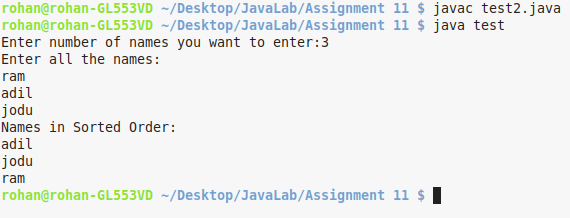 rohan@rohan-GL553VD ~/Desktop/JavaLab/Assignment 11 $ javac test2.java
rohan@rohan-GL553VD ~/Desktop/JavaLab/Assignment 11 $ java test
Enter number of names you want to enter:3
Enter all the names:
ram
adil
jodu
Names in Sorted Order:
adil
jodu
ram
rohan@rohan-GL553VD ~/Desktop/JavaLab/Assignment 11 $